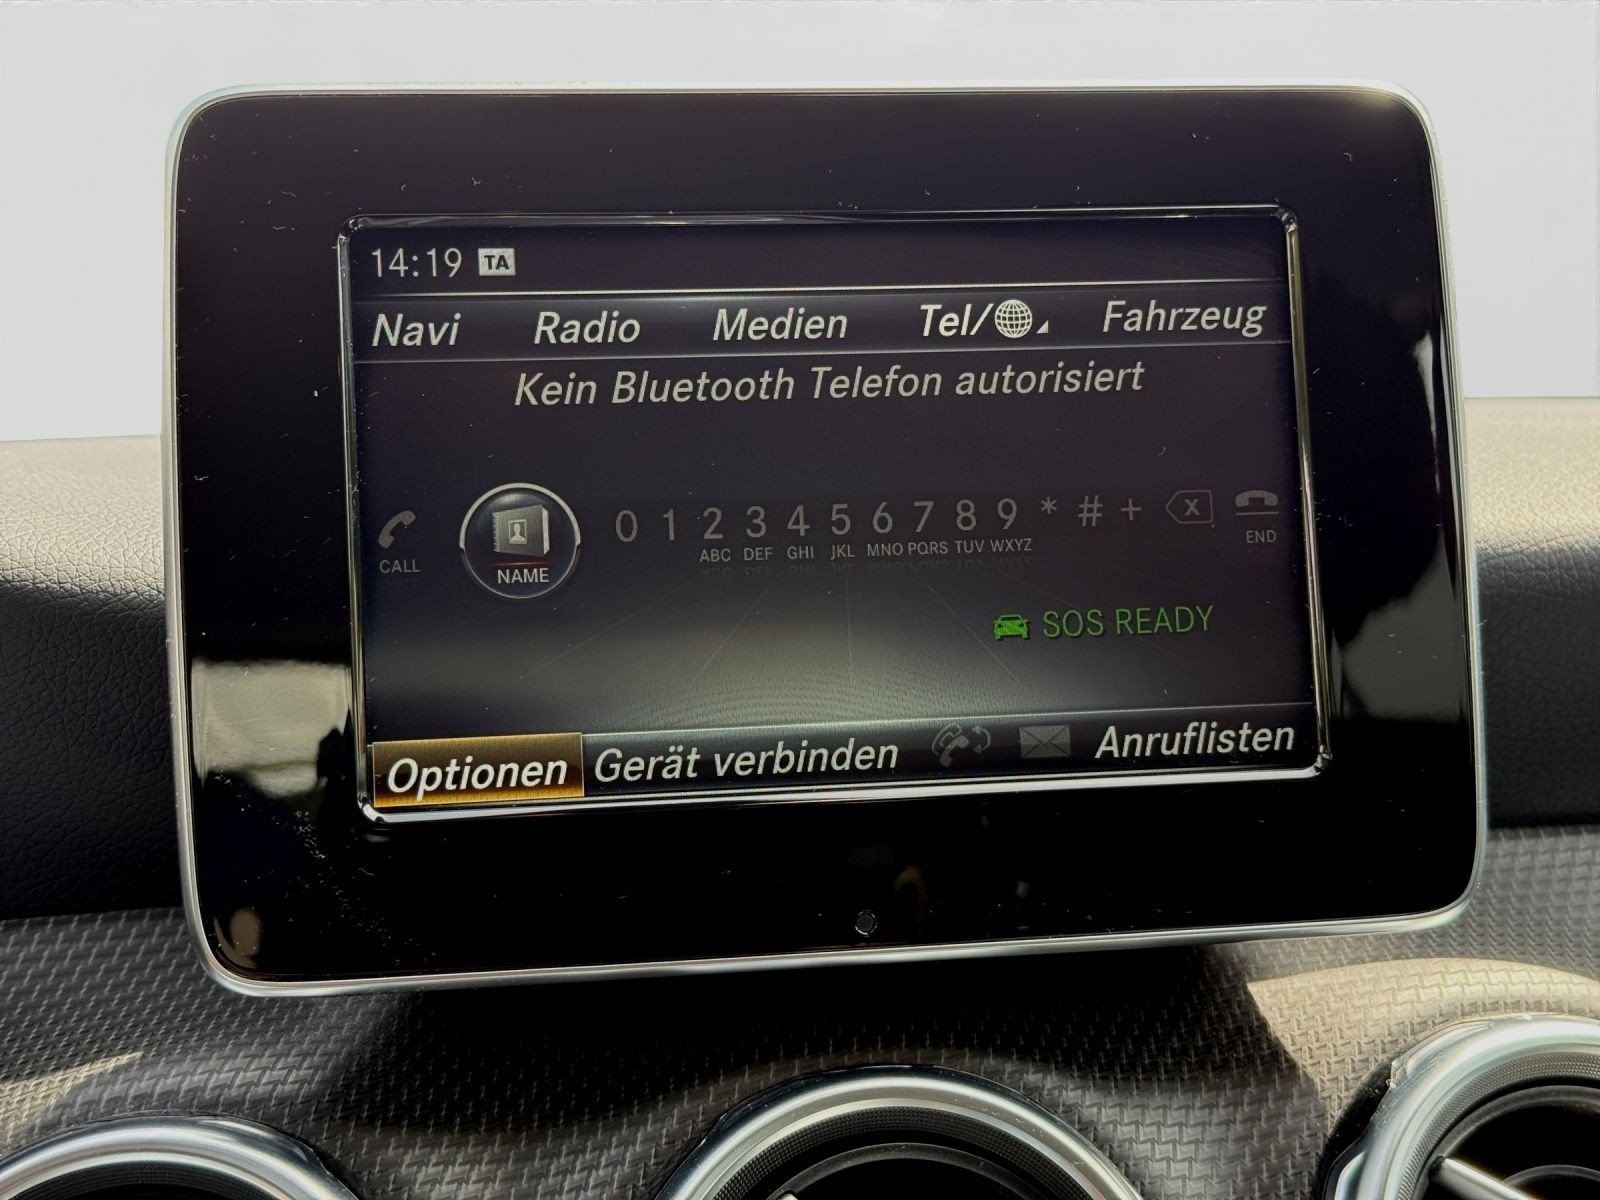 14:19 TA
Navi Radio Medien Tel/ Fahrzeug
Kein Bluetooth Telefon autorisiert
0 1 2 3 4 5 6 7 8 9 * # + X
ABC DEF GHI JKL MNO PQRS TUV WXYZ
CALL NAME END
SOS READY
Optionen Gerät verbinden Anruflisten